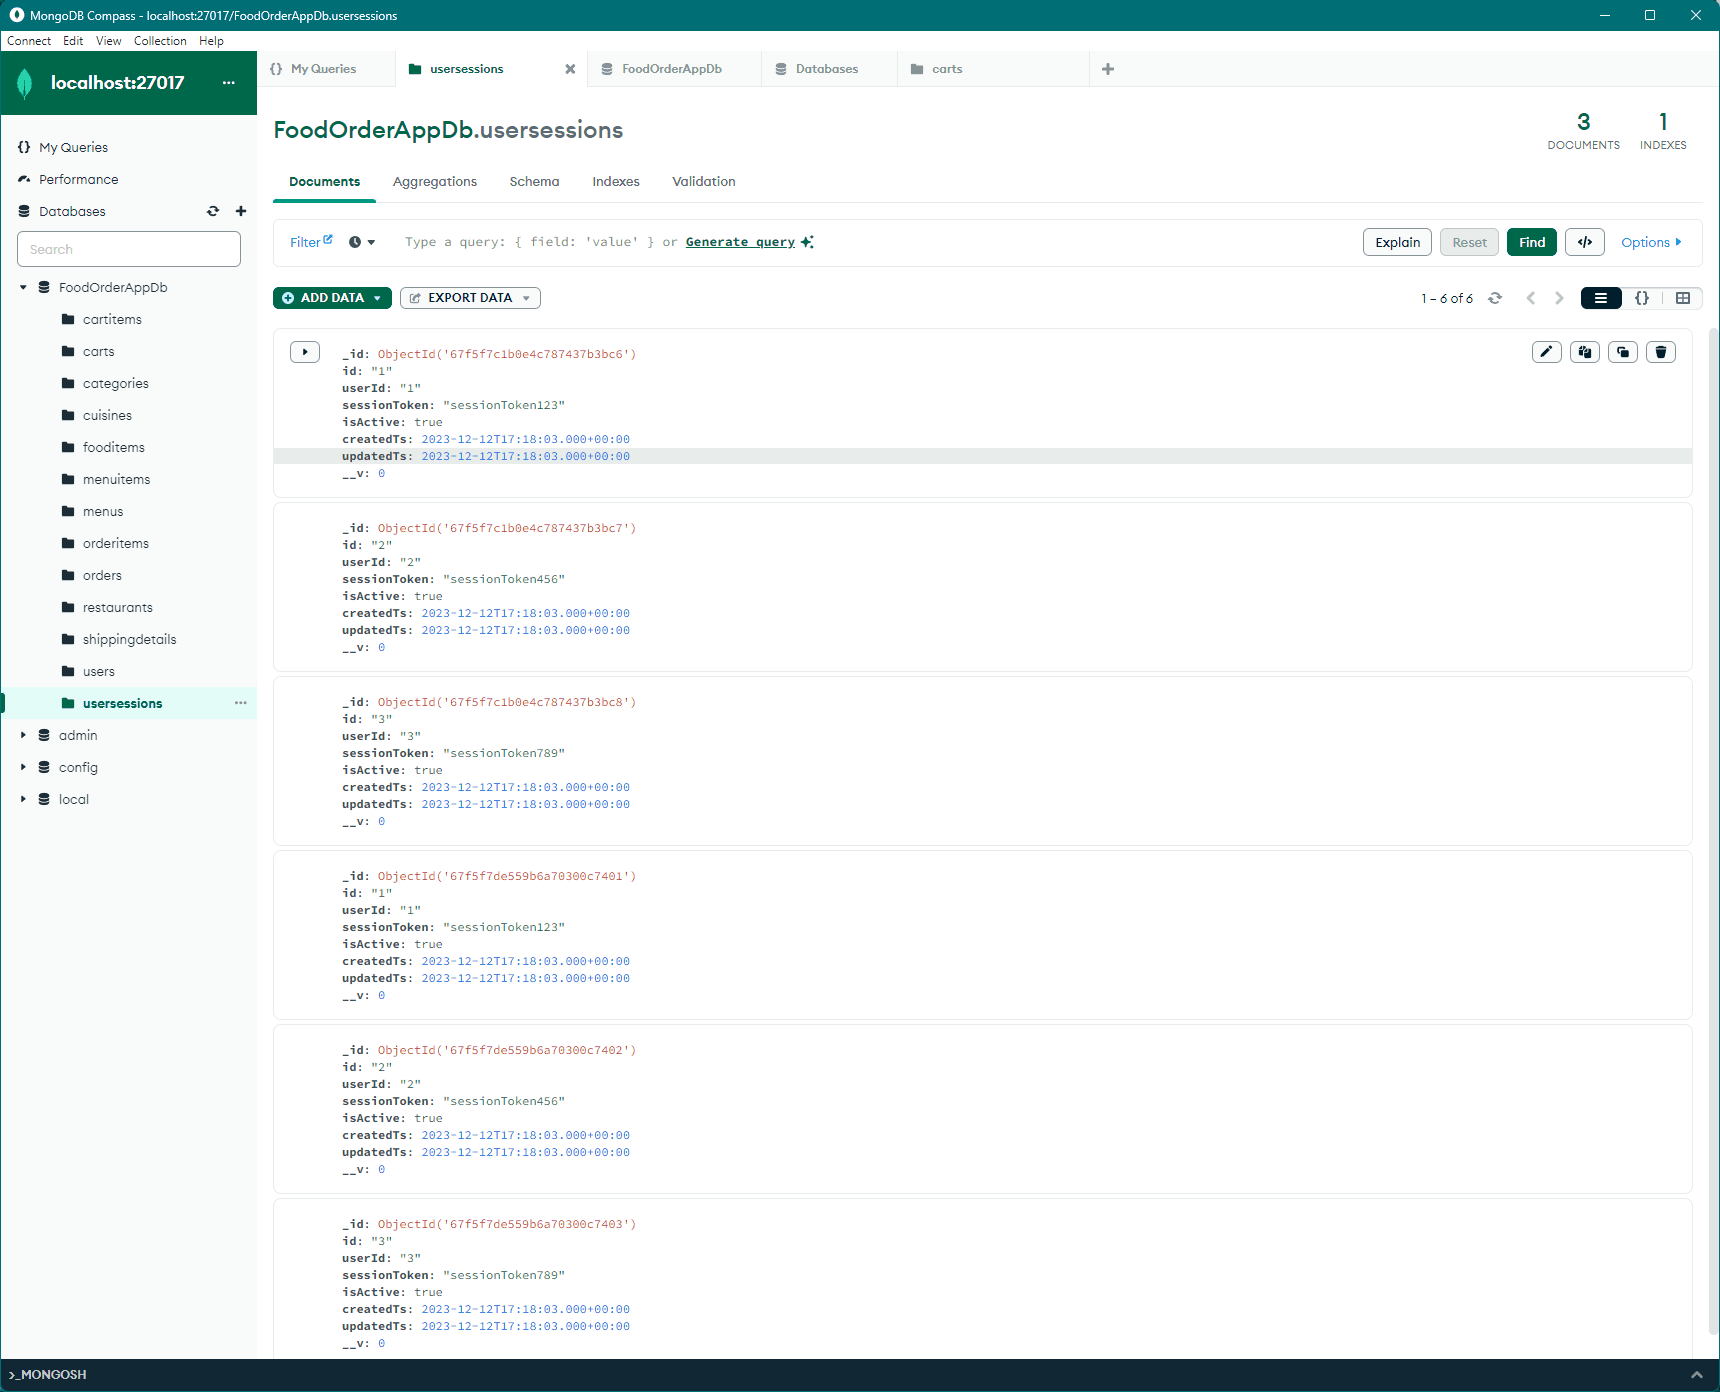 MongoDB Compass - localhost:27017/FoodOrderAppDb.usersessions
Connect Edit View Collection Help
localhost:27017 ...
{} My Queries
usersessions
FoodOrderAppDb
Databases
carts
My Queries
Performance
Databases
Search
FoodOrderAppDb
cartitems
carts
categories
cuisines
fooditems
menuitems
menus
orderitems
orders
restaurants
shippingdetails
users
usersessions ...
admin
config
local
FoodOrderAppDb.usersessions
3
DOCUMENTS
1
INDEXES
Documents Aggregations Schema Indexes Validation
Filter Type a query: { field: 'value' } or Generate query
Explain Reset Find </> Options
ADD DATA EXPORT DATA
1 – 6 of 6
{}
_id: ObjectId('67f5f7c1b0e4c787437b3bc6')
id: "1"
userId: "1"
sessionToken: "sessionToken123"
isActive: true
createdTs: 2023-12-12T17:18:03.000+00:00
updatedTs: 2023-12-12T17:18:03.000+00:00
__v: 0
_id: ObjectId('67f5f7c1b0e4c787437b3bc7')
id: "2"
userId: "2"
sessionToken: "sessionToken456"
isActive: true
createdTs: 2023-12-12T17:18:03.000+00:00
updatedTs: 2023-12-12T17:18:03.000+00:00
__v: 0
_id: ObjectId('67f5f7c1b0e4c787437b3bc8')
id: "3"
userId: "3"
sessionToken: "sessionToken789"
isActive: true
createdTs: 2023-12-12T17:18:03.000+00:00
updatedTs: 2023-12-12T17:18:03.000+00:00
__v: 0
_id: ObjectId('67f5f7de559b6a70300c7401')
id: "1"
userId: "1"
sessionToken: "sessionToken123"
isActive: true
createdTs: 2023-12-12T17:18:03.000+00:00
updatedTs: 2023-12-12T17:18:03.000+00:00
__v: 0
_id: ObjectId('67f5f7de559b6a70300c7402')
id: "2"
userId: "2"
sessionToken: "sessionToken456"
isActive: true
createdTs: 2023-12-12T17:18:03.000+00:00
updatedTs: 2023-12-12T17:18:03.000+00:00
__v: 0
_id: ObjectId('67f5f7de559b6a70300c7403')
id: "3"
userId: "3"
sessionToken: "sessionToken789"
isActive: true
createdTs: 2023-12-12T17:18:03.000+00:00
updatedTs: 2023-12-12T17:18:03.000+00:00
__v: 0
>_MONGOSH